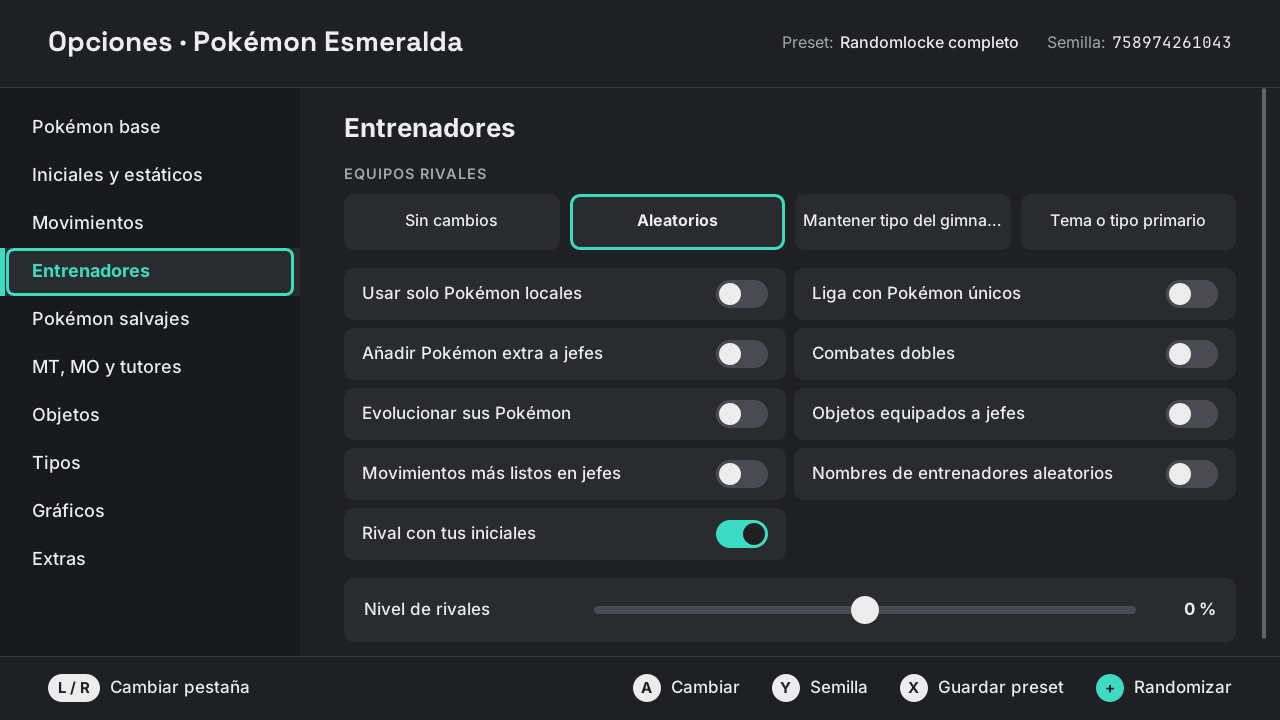 Opciones · Pokémon Esmeralda
Preset: Randomlocke completo Semilla: 758974261043
Pokémon base
Iniciales y estáticos
Movimientos
Entrenadores
Pokémon salvajes
MT, MO y tutores
Objetos
Tipos
Gráficos
Extras
Entrenadores
EQUIPOS RIVALES
Sin cambios
Aleatorios
Mantener tipo del gimna...
Tema o tipo primario
Usar solo Pokémon locales
Liga con Pokémon únicos
Añadir Pokémon extra a jefes
Combates dobles
Evolucionar sus Pokémon
Objetos equipados a jefes
Movimientos más listos en jefes
Nombres de entrenadores aleatorios
Rival con tus iniciales
Nivel de rivales 0 %
L / R Cambiar pestaña
A Cambiar
Y Semilla
X Guardar preset
+ Randomizar